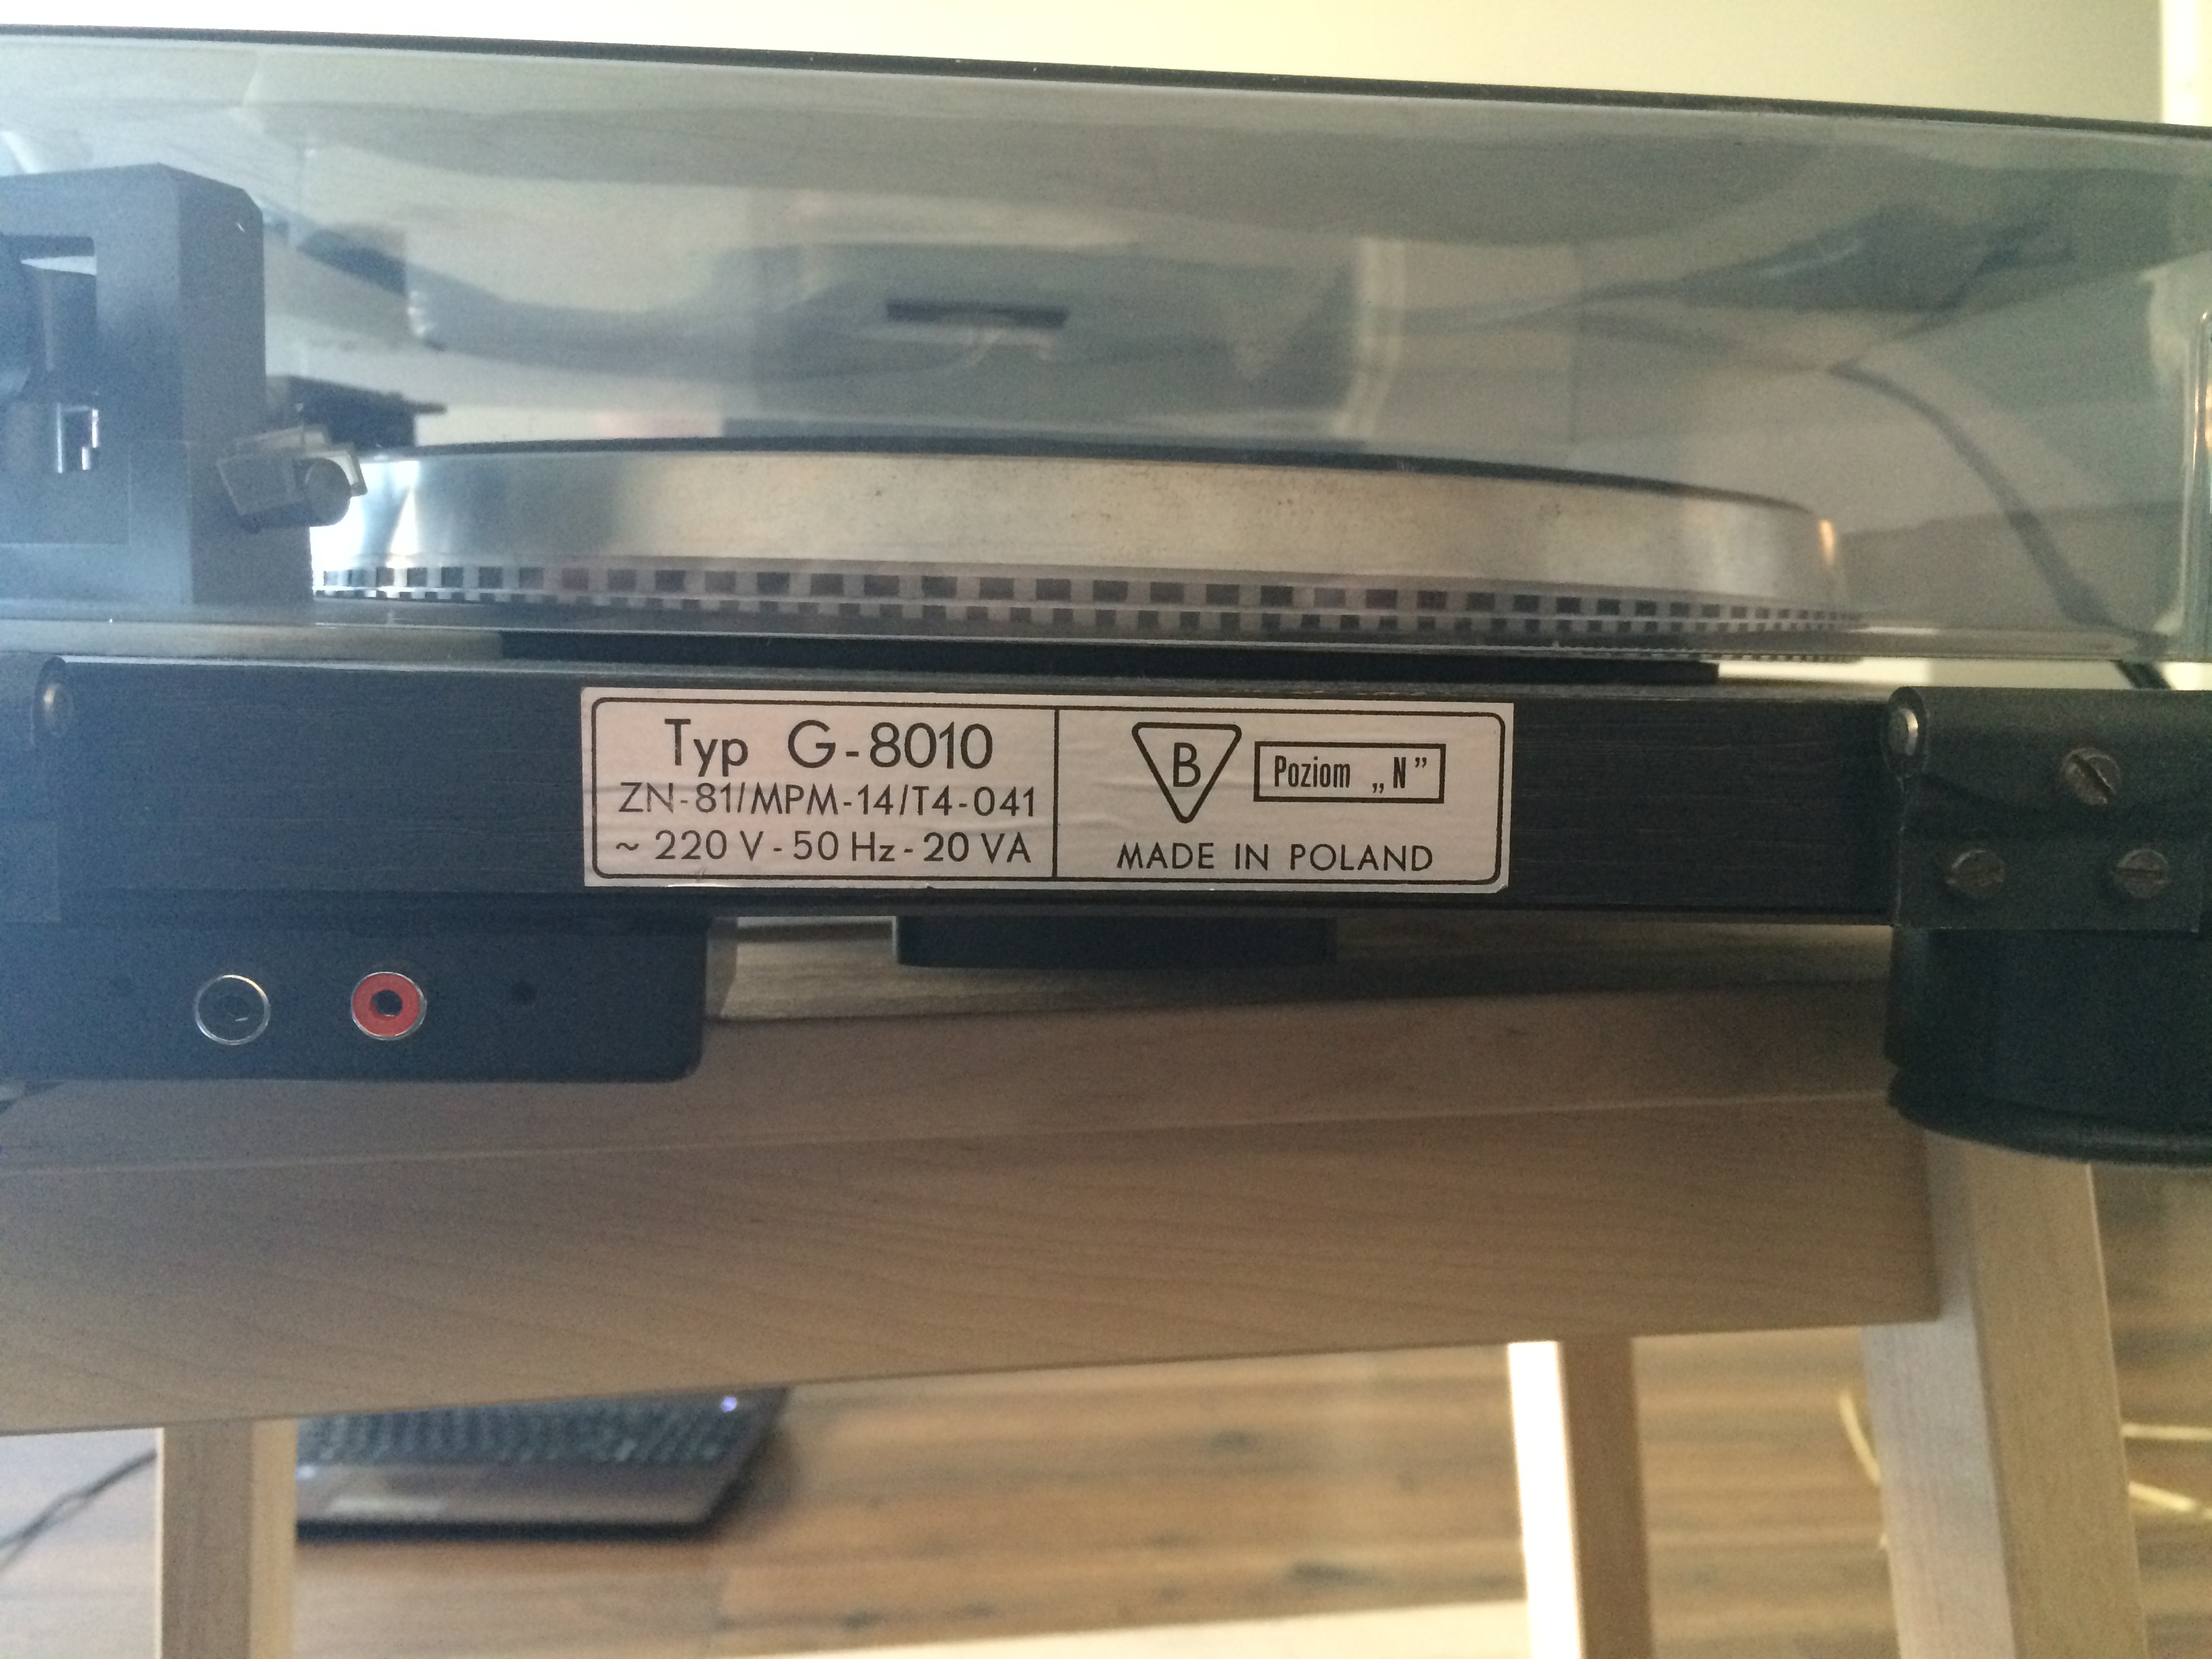 Typ G-8010
ZN-81/MPM-14/T4-041
~ 220 V - 50 Hz - 20 VA
B
Poziom „N”
MADE IN POLAND